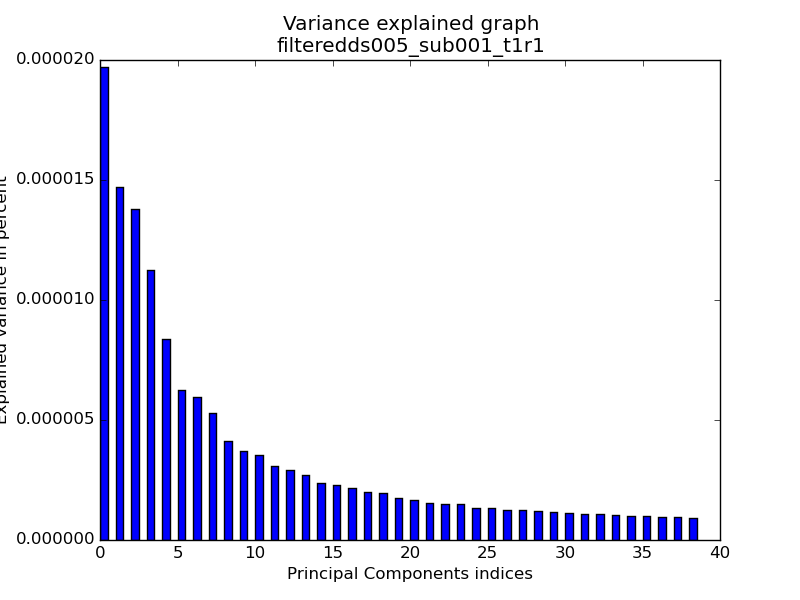 Variance explained graph
filteredds005_sub001_t1r1
0.000020
0.000015
0.000010
0.000005
0.000000
Explained variance in percent
0 5 10 15 20 25 30 35 40
Principal Components indices